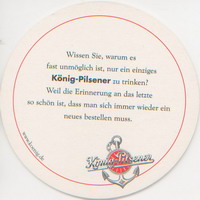 Wissen Sie, warum es
fast unmöglich ist, nur ein einziges
König-Pilsener zu trinken?
Weil die Erinnerung an das letzte
so schön ist, dass man sich immer wieder ein
neues bestellen muss.
www.koenig.de
König-Pilsener